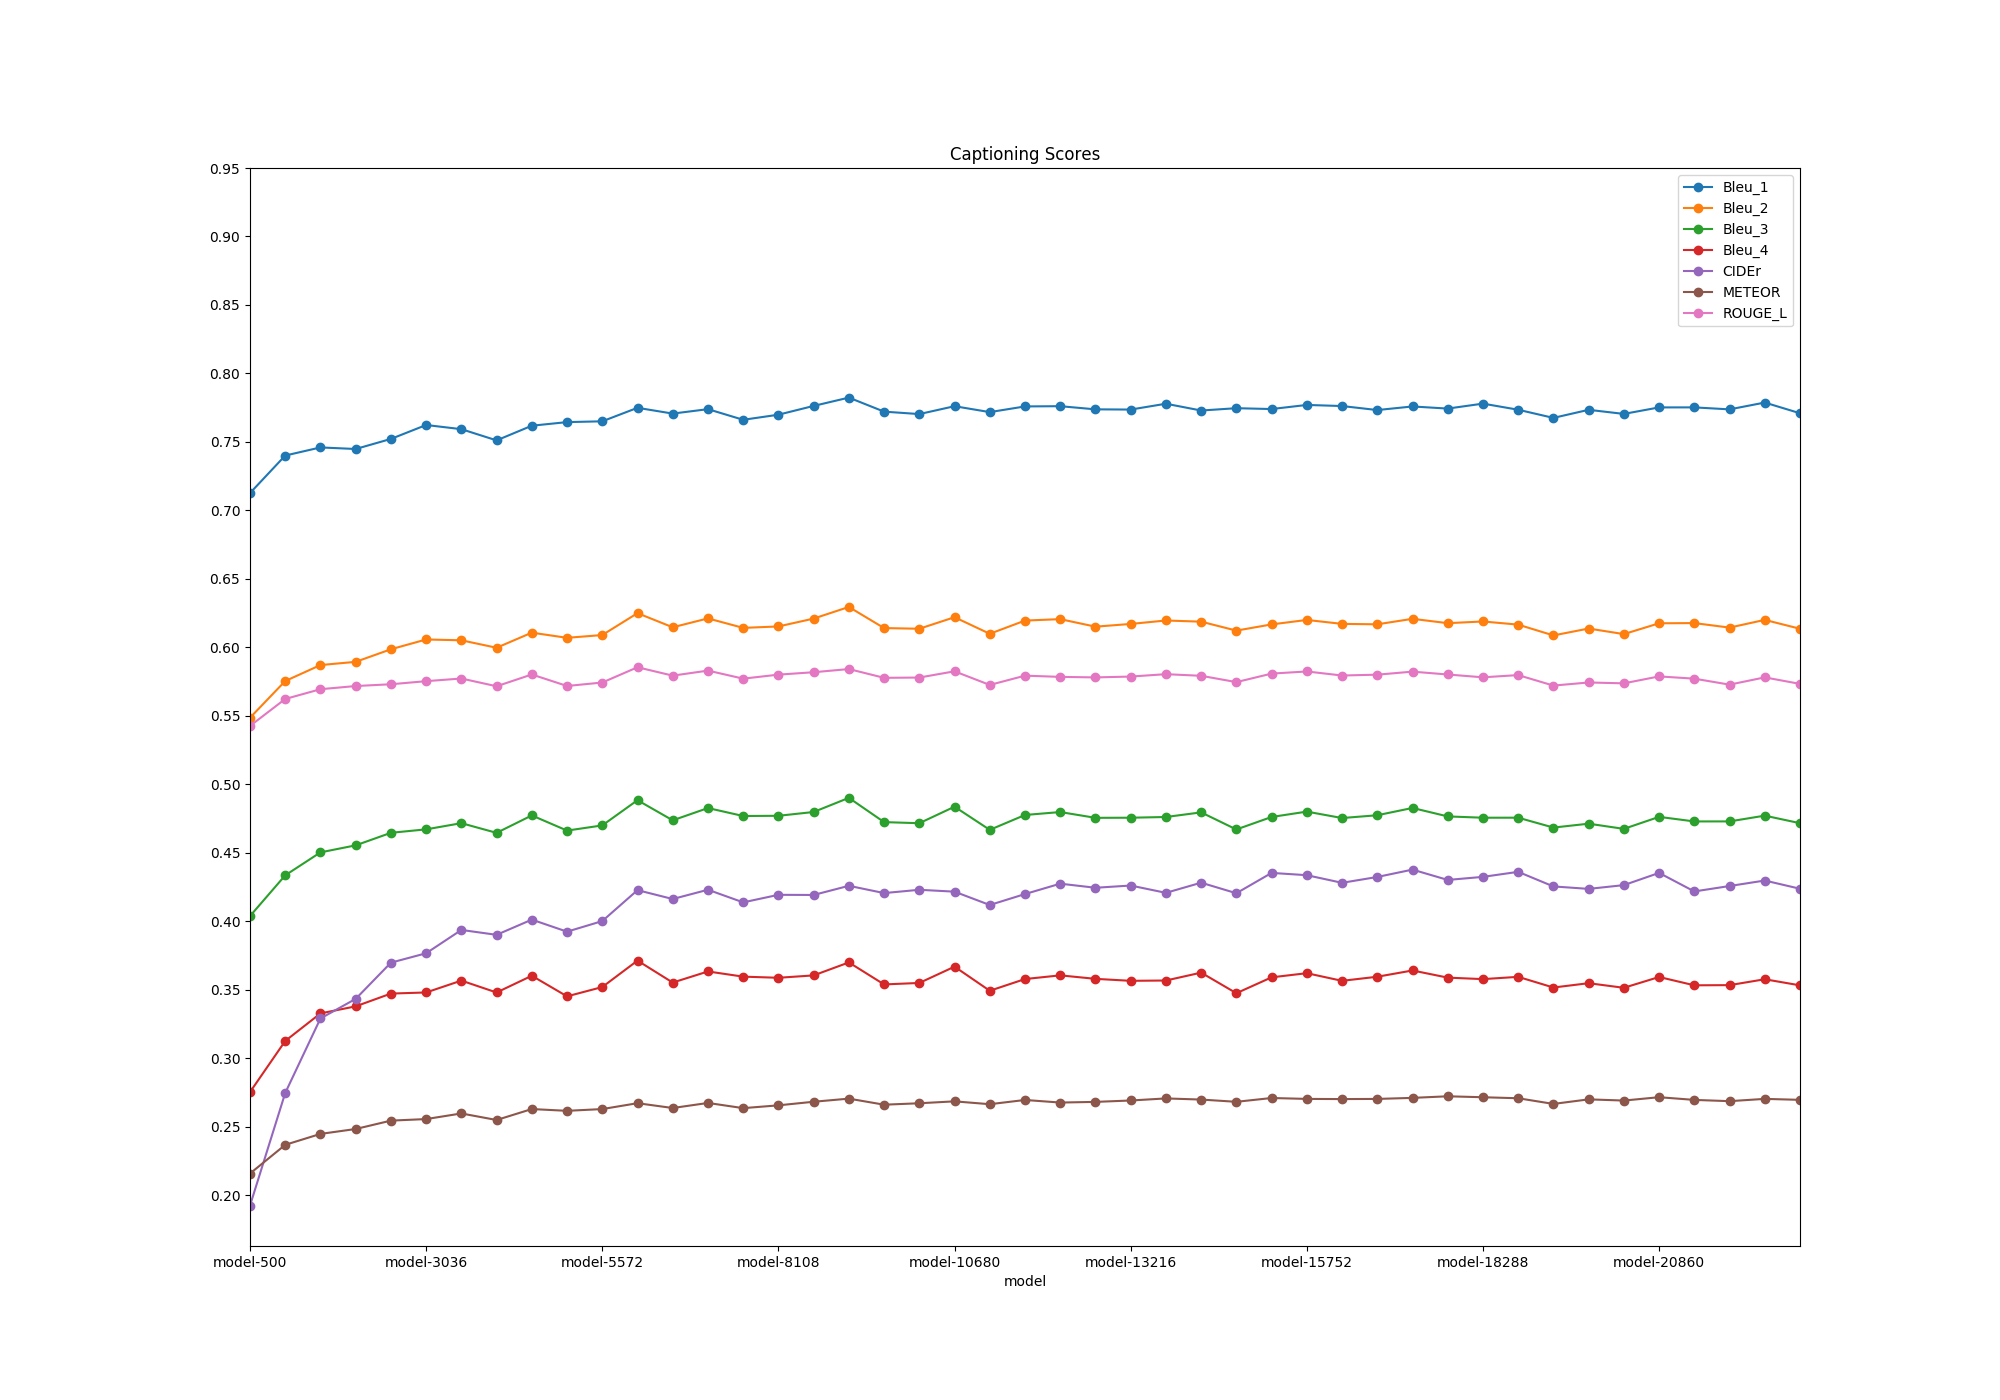 Captioning Scores
0.95
0.90
0.85
0.80
0.75
0.70
0.65
0.60
0.55
0.50
0.45
0.40
0.35
0.30
0.25
0.20
Bleu_1
Bleu_2
Bleu_3
Bleu_4
CIDEr
METEOR
ROUGE_L
model-500 model-3036 model-5572 model-8108 model-10680 model-13216 model-15752 model-18288 model-20860
model